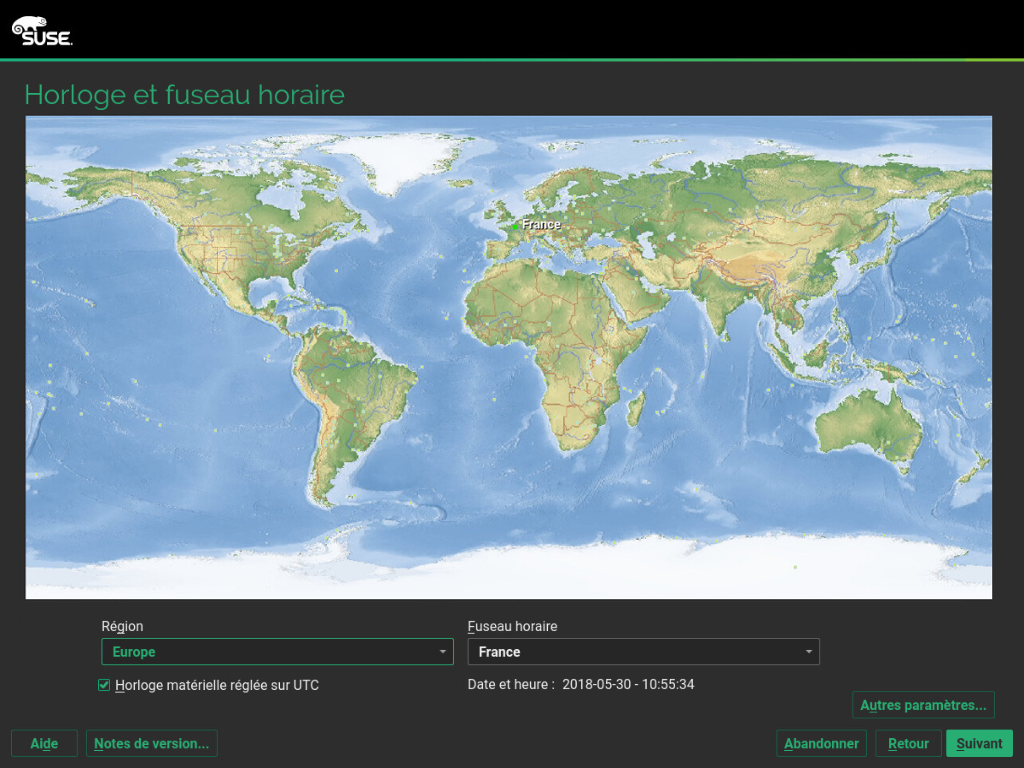 SUSE.
Horloge et fuseau horaire
France
Région
Fuseau horaire
Europe
France
Horloge matérielle réglée sur UTC
Date et heure : 2018-05-30 - 10:55:34
Autres paramètres...
Aide
Notes de version...
Abandonner
Retour
Suivant